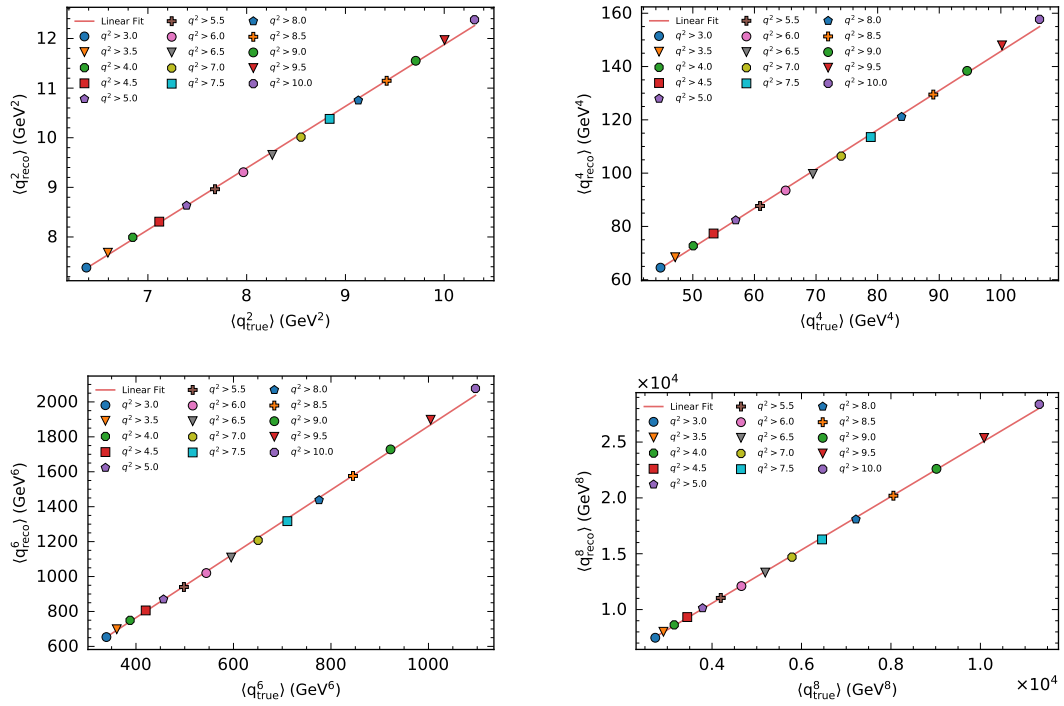 Linear Fit
q² > 3.0
q² > 3.5
q² > 4.0
q² > 4.5
q² > 5.0
q² > 5.5
q² > 6.0
q² > 6.5
q² > 7.0
q² > 7.5
q² > 8.0
q² > 8.5
q² > 9.0
q² > 9.5
q² > 10.0
12
11
10
9
8
7 8 9 10
⟨q²reco⟩ (GeV²)
⟨q²true⟩ (GeV²)
Linear Fit
q² > 3.0
q² > 3.5
q² > 4.0
q² > 4.5
q² > 5.0
q² > 5.5
q² > 6.0
q² > 6.5
q² > 7.0
q² > 7.5
q² > 8.0
q² > 8.5
q² > 9.0
q² > 9.5
q² > 10.0
160
140
120
100
80
60
50 60 70 80 90 100
⟨q⁴reco⟩ (GeV⁴)
⟨q⁴true⟩ (GeV⁴)
Linear Fit
q² > 3.0
q² > 3.5
q² > 4.0
q² > 4.5
q² > 5.0
q² > 5.5
q² > 6.0
q² > 6.5
q² > 7.0
q² > 7.5
q² > 8.0
q² > 8.5
q² > 9.0
q² > 9.5
q² > 10.0
2000
1800
1600
1400
1200
1000
800
600
400 600 800 1000
⟨q⁶reco⟩ (GeV⁶)
⟨q⁶true⟩ (GeV⁶)
×10⁴
Linear Fit
q² > 3.0
q² > 3.5
q² > 4.0
q² > 4.5
q² > 5.0
q² > 5.5
q² > 6.0
q² > 6.5
q² > 7.0
q² > 7.5
q² > 8.0
q² > 8.5
q² > 9.0
q² > 9.5
q² > 10.0
2.5
2.0
1.5
1.0
0.4 0.6 0.8 1.0
⟨q⁸reco⟩ (GeV⁸)
⟨q⁸true⟩ (GeV⁸)
×10⁴